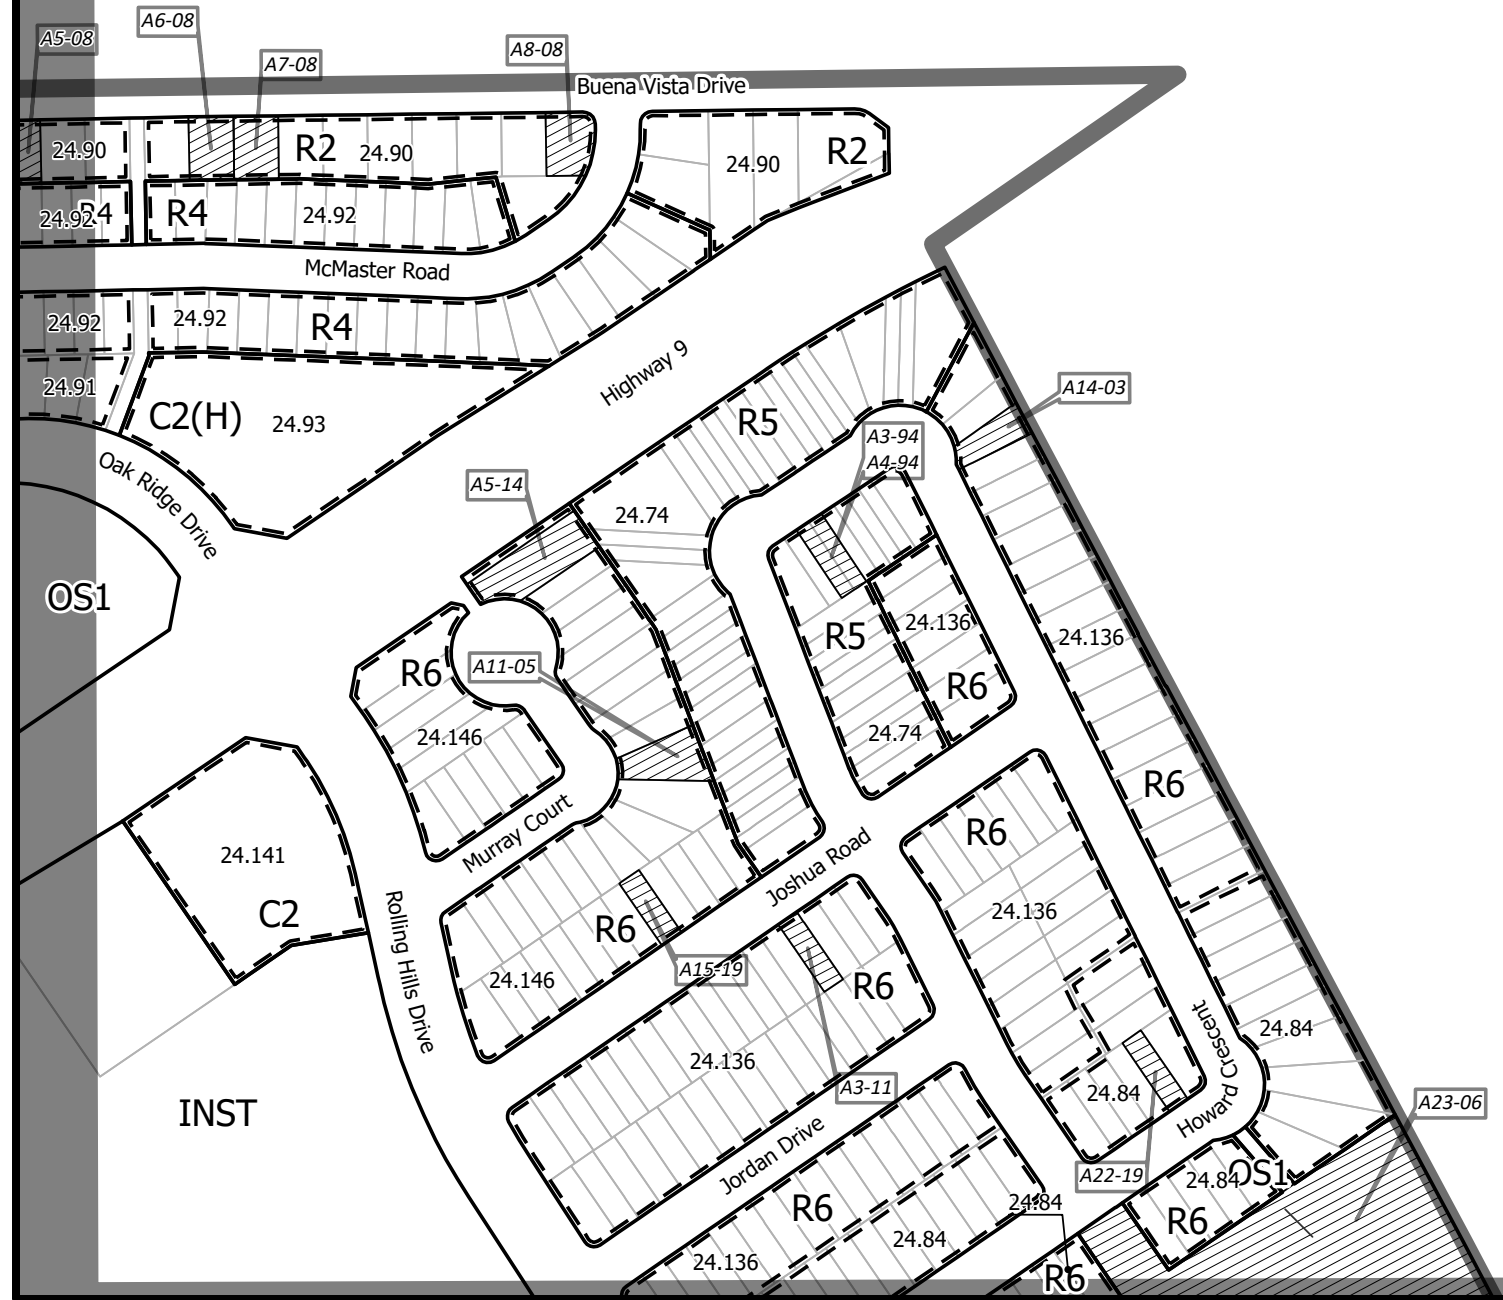 A5-08
A6-08
A7-08
A8-08
Buena Vista Drive
24.90
R2
24.90
24.90
R2
24.92
R4
R4
24.92
McMaster Road
24.92
24.92
R4
24.91
C2(H)
24.93
Highway 9
Oak Ridge Drive
OS1
A5-14
R5
A3-94
A4-94
A14-03
24.74
R5
24.136
R6
24.136
24.74
R6
A11-05
R6
24.146
Murray Court
24.141
C2
Rolling Hills Drive
R6
24.146
A15-19
Joshua Road
R6
24.136
R6
24.136
A3-11
24.84
Howard Crescent
24.84
A22-19
A23-06
INST
Jordan Drive
R6
24.136
24.84
24.84
24.84
OS1
R6
R6